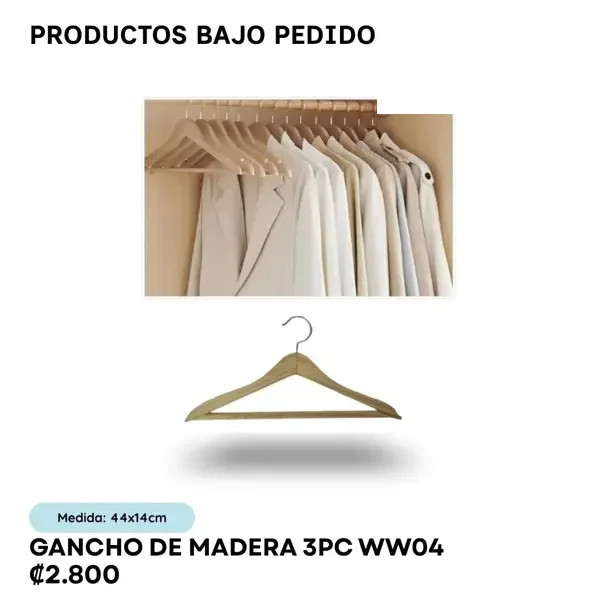 PRODUCTOS BAJO PEDIDO
Medida: 44x14cm
GANCHO DE MADERA 3PC WW04
₡2.800